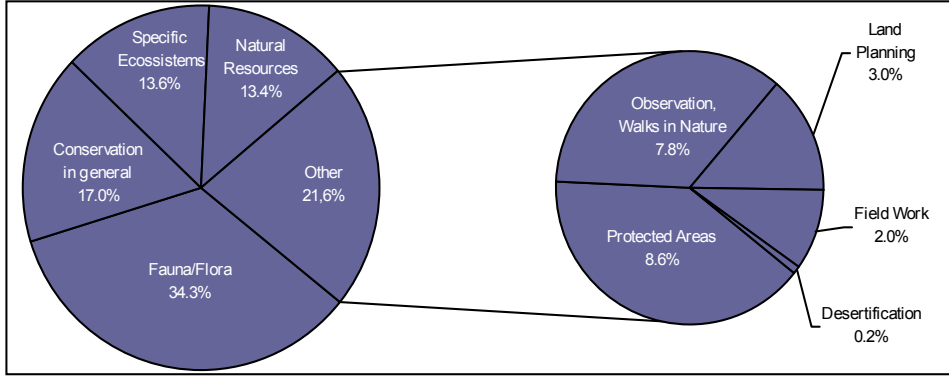 Specific
Ecossistems
13.6%
Natural
Resources
13.4%
Conservation
in general
17.0%
Other
21,6%
Fauna/Flora
34.3%
Observation,
Walks in Nature
7.8%
Land
Planning
3.0%
Field Work
2.0%
Protected Areas
8.6%
Desertification
0.2%